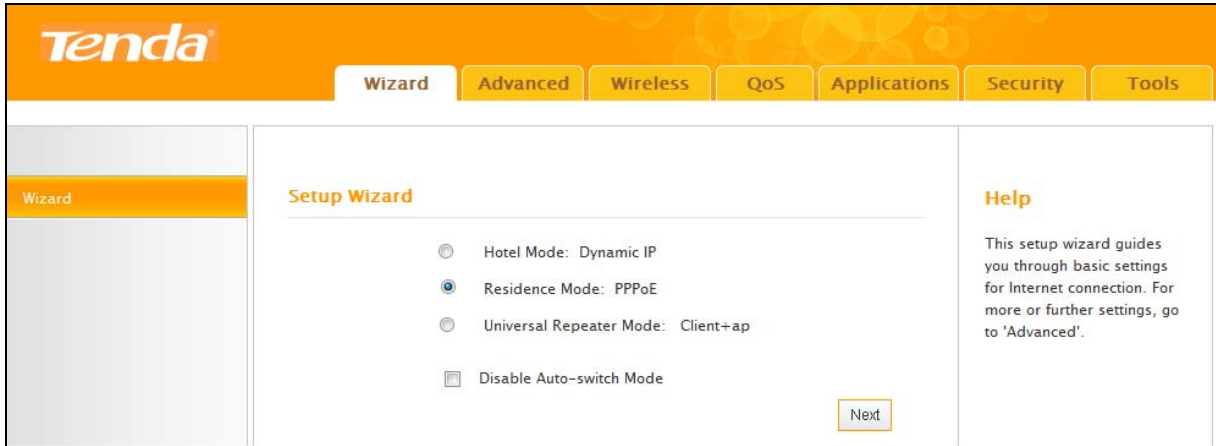 Tenda
Wizard
Advanced
Wireless
QoS
Applications
Security
Tools
Wizard
Setup Wizard
Hotel Mode: Dynamic IP
Residence Mode: PPPoE
Universal Repeater Mode: Client+ap
Disable Auto-switch Mode
Next
Help
This setup wizard guides
you through basic settings
for Internet connection. For
more or further settings, go
to 'Advanced'.